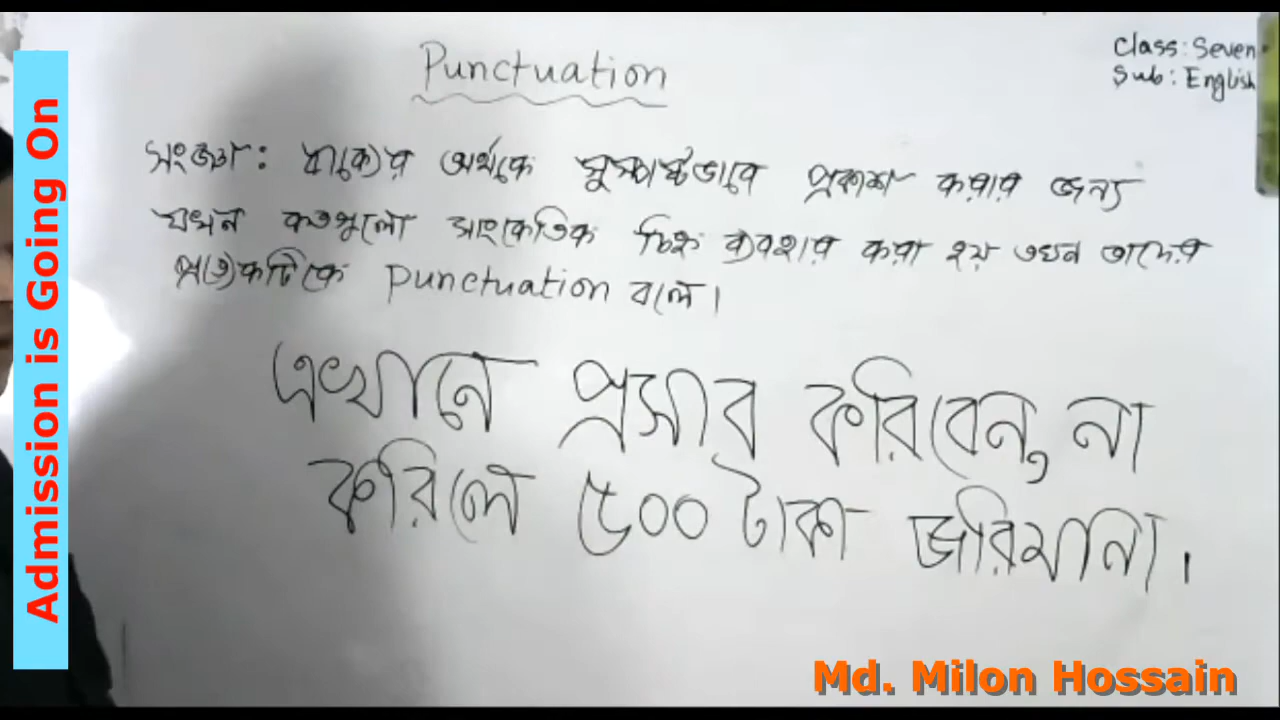 Punctuation
Class: Seven
Sub: English
সংজ্ঞা: বাক্যের অর্থকে সুস্পষ্টভাবে প্রকাশ করার জন্য
যখন কতগুলো সাংকেতিক চিহ্ন ব্যবহার করা হয় তখন তাদের
প্রত্যেকটিকে punctuation বলে।
এখানে প্রসাব করিবেন, না
করিলে ৫০০ টাকা জরিমানা।
Admission is Going On
Md. Milon Hossain